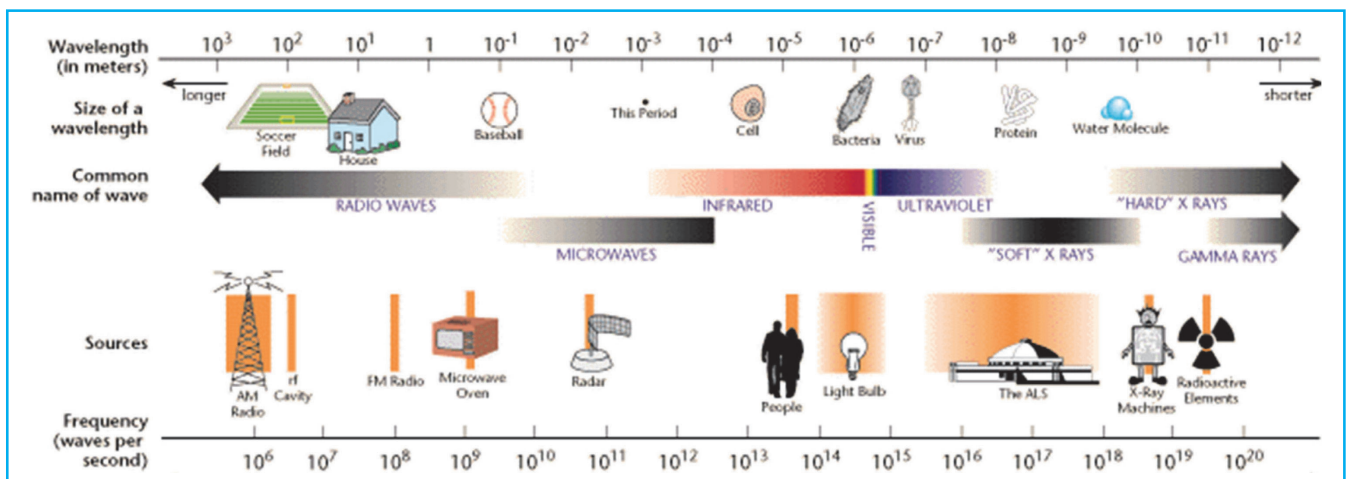 Wavelength
(in meters)
10³ 10² 10¹ 1 10⁻¹ 10⁻² 10⁻³ 10⁻⁴ 10⁻⁵ 10⁻⁶ 10⁻⁷ 10⁻⁸ 10⁻⁹ 10⁻¹⁰ 10⁻¹¹ 10⁻¹²
longer
shorter
Size of a
wavelength
Soccer
Field
House
Baseball
This Period
Cell
Bacteria
Virus
Protein
Water Molecule
Common
name of wave
RADIO WAVES
INFRARED
VISIBLE
ULTRAVIOLET
"HARD" X RAYS
MICROWAVES
"SOFT" X RAYS
GAMMA RAYS
Sources
AM
Radio
rf
Cavity
FM Radio
Microwave
Oven
Radar
People
Light Bulb
The ALS
X-Ray
Machines
Radioactive
Elements
Frequency
(waves per
second)
10⁶ 10⁷ 10⁸ 10⁹ 10¹⁰ 10¹¹ 10¹² 10¹³ 10¹⁴ 10¹⁵ 10¹⁶ 10¹⁷ 10¹⁸ 10¹⁹ 10²⁰